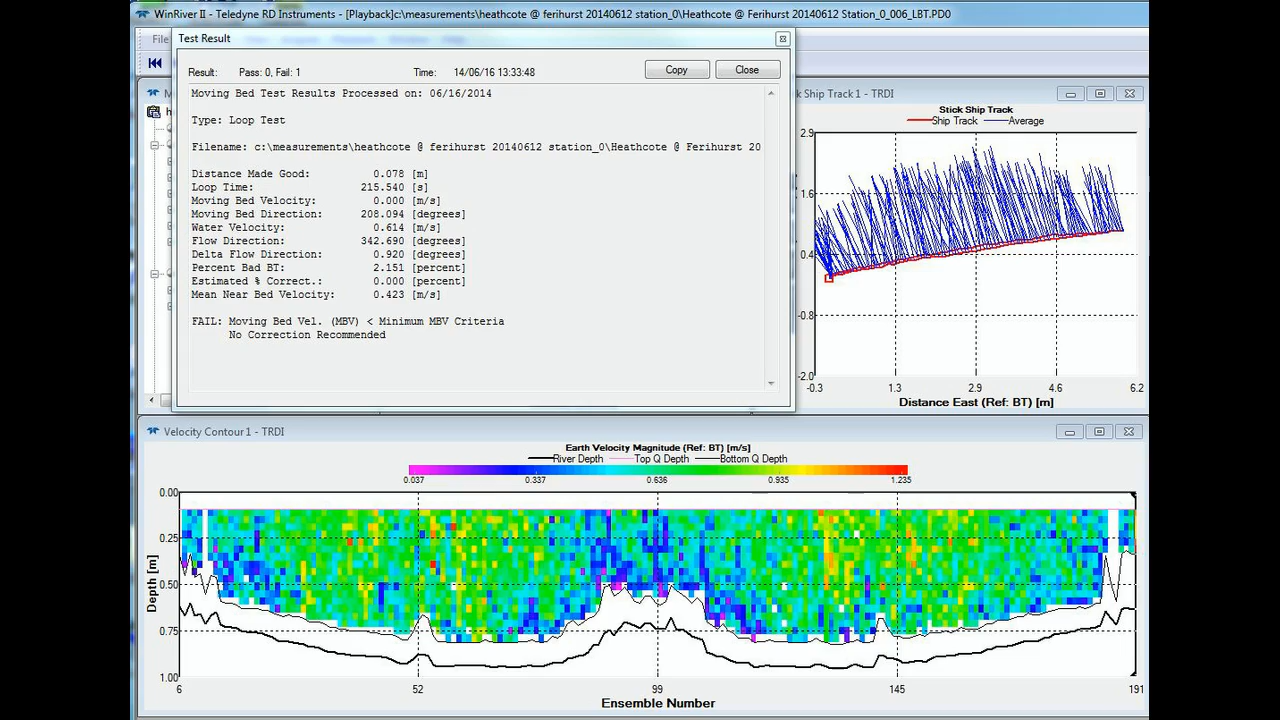 WinRiver II - Teledyne RD Instruments - [Playback]c:\measurements\heathcote @ ferihurst 20140612 station_0\Heathcote @ Ferihurst 20140612 Station_0_006_LBT.PD0
File
Test Result
Result: Pass: 0, Fail: 1 Time: 14/06/16 13:33:48 Copy Close
Moving Bed Test Results Processed on: 06/16/2014
Type: Loop Test
Filename: c:\measurements\heathcote @ ferihurst 20140612 station_0\Heathcote @ Ferihurst 20
Distance Made Good: 0.078 [m]
Loop Time: 215.540 [s]
Moving Bed Velocity: 0.000 [m/s]
Moving Bed Direction: 208.094 [degrees]
Water Velocity: 0.614 [m/s]
Flow Direction: 342.690 [degrees]
Delta Flow Direction: 0.920 [degrees]
Percent Bad BT: 2.151 [percent]
Estimated % Correct.: 0.000 [percent]
Mean Near Bed Velocity: 0.423 [m/s]
FAIL: Moving Bed Vel. (MBV) < Minimum MBV Criteria
No Correction Recommended
k Ship Track 1 - TRDI
Stick Ship Track
Ship Track Average
2.9
1.6
0.4
-0.8
-2.0
-0.3 1.3 2.9 4.6 6.2
Distance East (Ref: BT) [m]
Velocity Contour 1 - TRDI
Earth Velocity Magnitude (Ref: BT) [m/s]
River Depth Top Q Depth Bottom Q Depth
0.037 0.337 0.636 0.935 1.235
Depth [m]
0.00
0.25
0.50
0.75
1.00
6 52 99 145 191
Ensemble Number